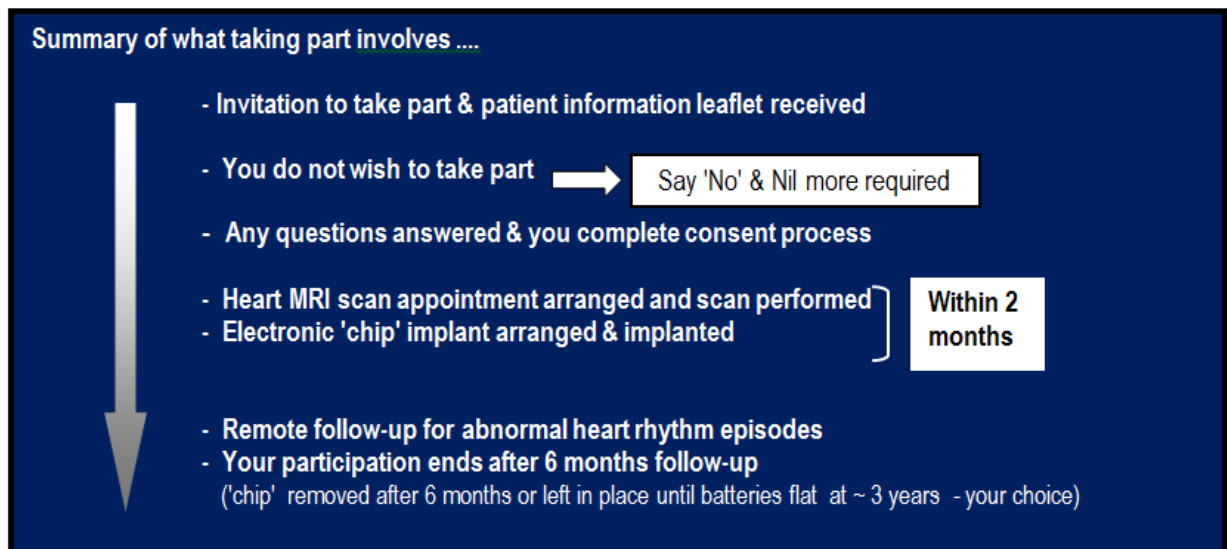 Summary of what taking part involves ....
- Invitation to take part & patient information leaflet received
- You do not wish to take part
Say 'No' & Nil more required
- Any questions answered & you complete consent process
- Heart MRI scan appointment arranged and scan performed
- Electronic 'chip' implant arranged & implanted
Within 2
months
- Remote follow-up for abnormal heart rhythm episodes
- Your participation ends after 6 months follow-up
('chip' removed after 6 months or left in place until batteries flat at ~ 3 years - your choice)